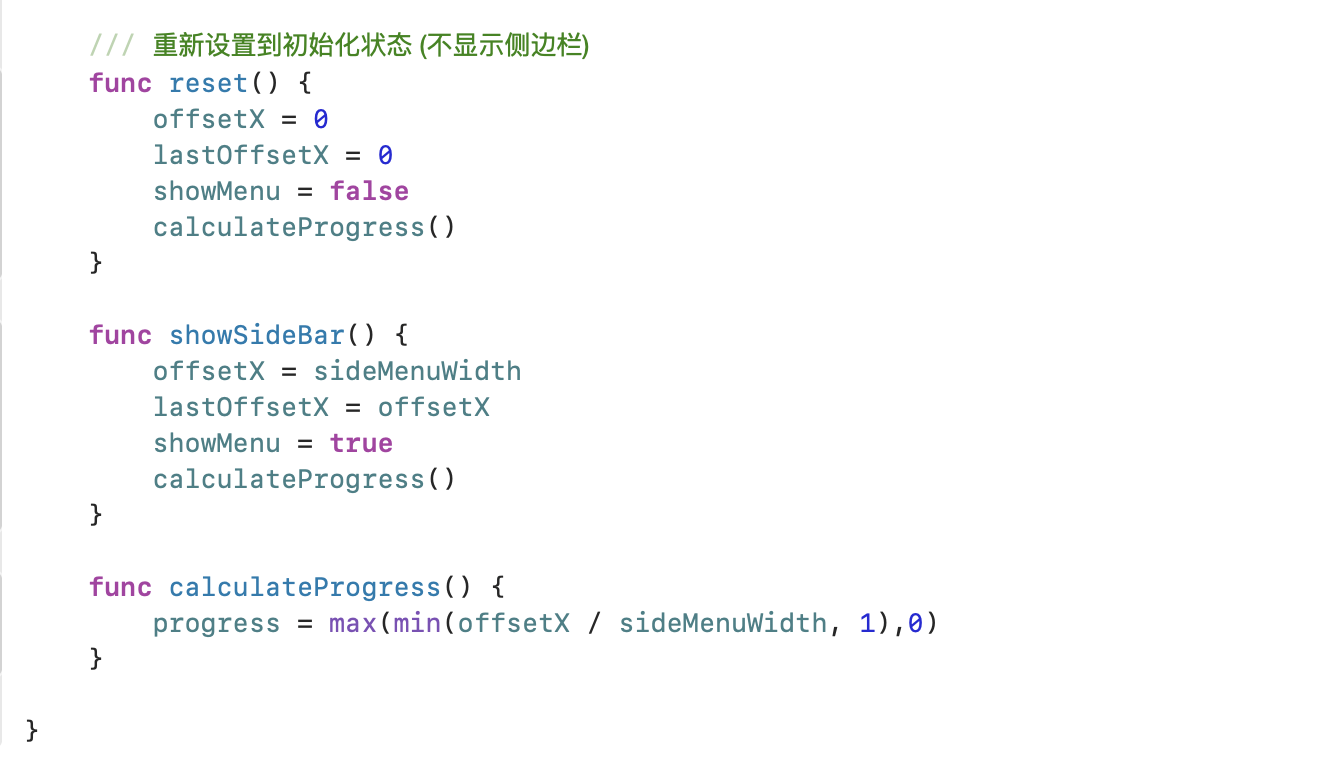 /// 重新设置到初始化状态 (不显示侧边栏)
func reset() {
offsetX = 0
lastOffsetX = 0
showMenu = false
calculateProgress()
}
func showSideBar() {
offsetX = sideMenuWidth
lastOffsetX = offsetX
showMenu = true
calculateProgress()
}
func calculateProgress() {
progress = max(min(offsetX / sideMenuWidth, 1),0)
}
}